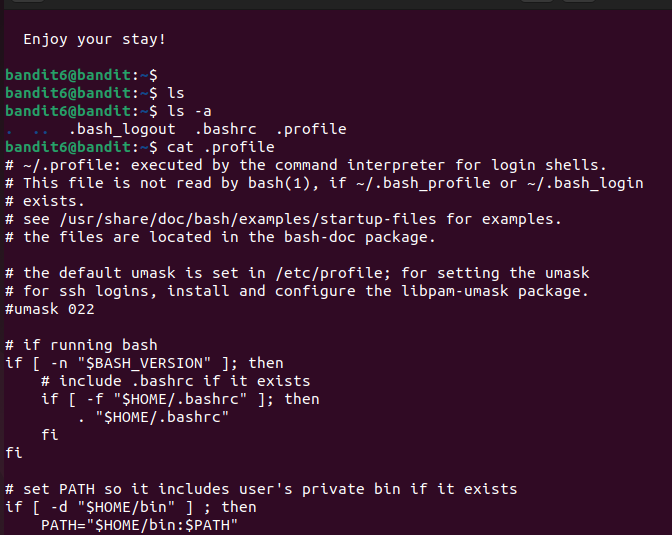 Enjoy your stay!

bandit6@bandit:~$
bandit6@bandit:~$ ls
bandit6@bandit:~$ ls -a
.  ..  .bash_logout  .bashrc  .profile
bandit6@bandit:~$ cat .profile
# ~/.profile: executed by the command interpreter for login shells.
# This file is not read by bash(1), if ~/.bash_profile or ~/.bash_login
# exists.
# see /usr/share/doc/bash/examples/startup-files for examples.
# the files are located in the bash-doc package.

# the default umask is set in /etc/profile; for setting the umask
# for ssh logins, install and configure the libpam-umask package.
#umask 022

# if running bash
if [ -n "$BASH_VERSION" ]; then
    # include .bashrc if it exists
    if [ -f "$HOME/.bashrc" ]; then
        . "$HOME/.bashrc"
    fi
fi

# set PATH so it includes user's private bin if it exists
if [ -d "$HOME/bin" ] ; then
    PATH="$HOME/bin:$PATH"